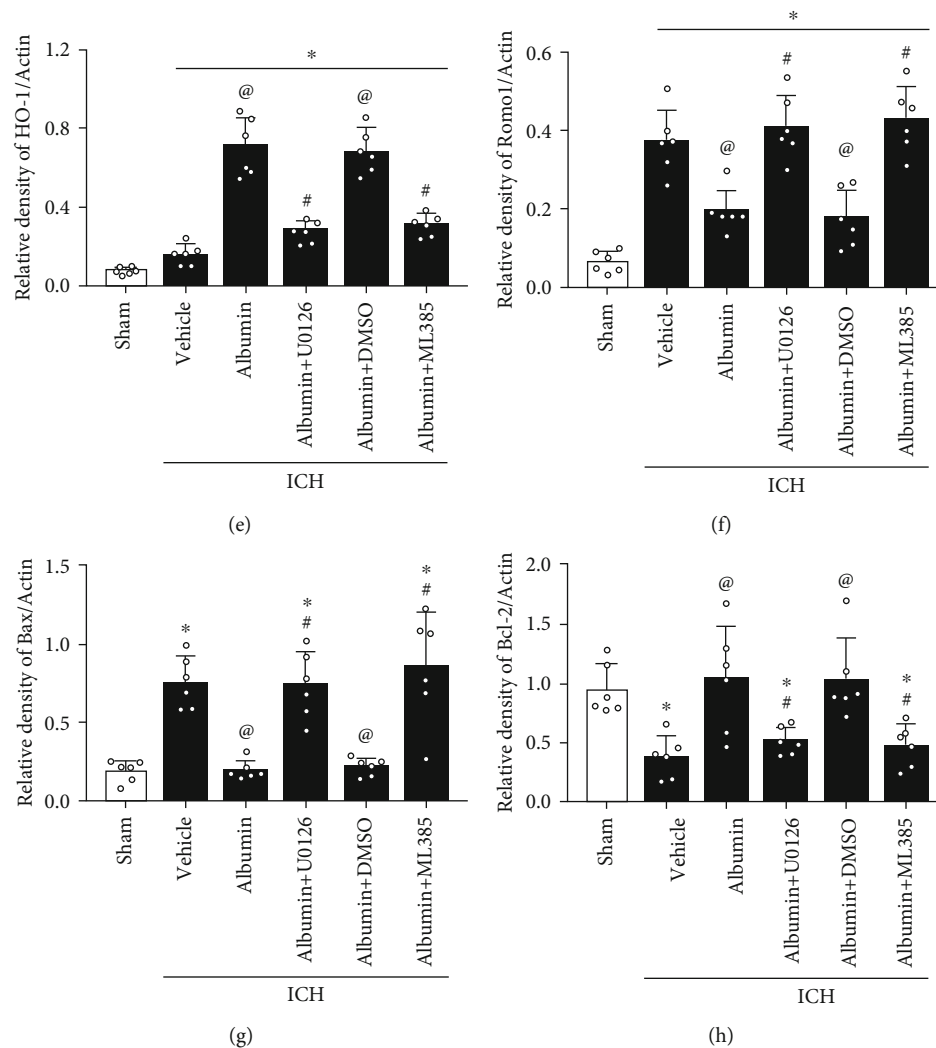 Relative density of HO-1/Actin
1.2
0.8
0.4
0.0
*
@
@
#
#
Sham
Vehicle
Albumin
Albumin+U0126
Albumin+DMSO
Albumin+ML385
ICH
(e)
Relative density of Romo1/Actin
0.6
0.4
0.2
0.0
*
#
#
@
@
Sham
Vehicle
Albumin
Albumin+U0126
Albumin+DMSO
Albumin+ML385
ICH
(f)
Relative density of Bax/Actin
1.5
1.0
0.5
0.0
*
@
*
#
@
*
#
Sham
Vehicle
Albumin
Albumin+U0126
Albumin+DMSO
Albumin+ML385
ICH
(g)
Relative density of Bcl-2/Actin
2.0
1.5
1.0
0.5
0.0
*
@
*
#
@
*
#
Sham
Vehicle
Albumin
Albumin+U0126
Albumin+DMSO
Albumin+ML385
ICH
(h)